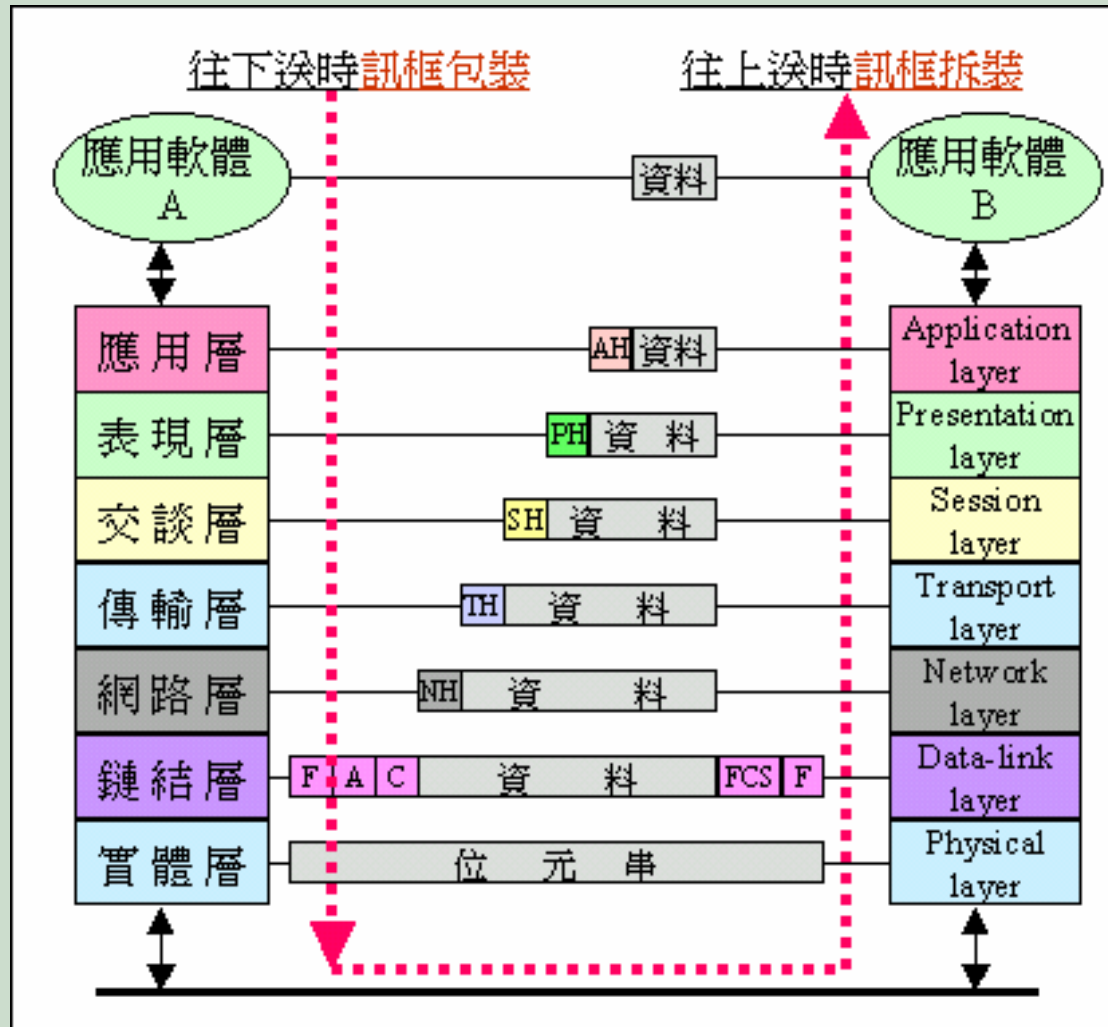 往下送時訊框包裝
往上送時訊框拆裝
應用軟體
A
資料
應用軟體
B
應用層
AH 資料
Application
layer
表現層
PH 資料
Presentation
layer
交談層
SH 資料
Session
layer
傳輸層
TH 資料
Transport
layer
網路層
NH 資料
Network
layer
鏈結層
F A C 資料 FCS F
Data-link
layer
實體層
位元串
Physical
layer